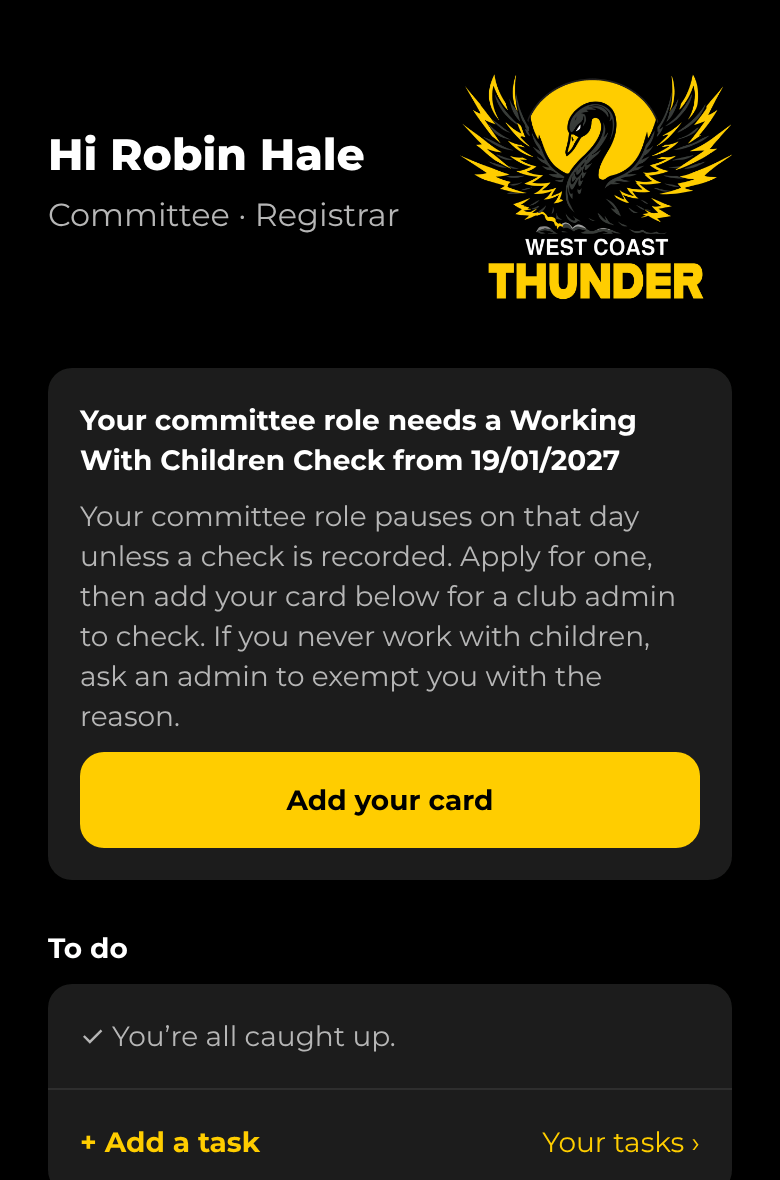 Hi Robin Hale
Committee · Registrar
WEST COAST
THUNDER
Your committee role needs a Working
With Children Check from 19/01/2027
Your committee role pauses on that day
unless a check is recorded. Apply for one,
then add your card below for a club admin
to check. If you never work with children,
ask an admin to exempt you with the
reason.
Add your card
To do
✓ You’re all caught up.
+ Add a task
Your tasks ›